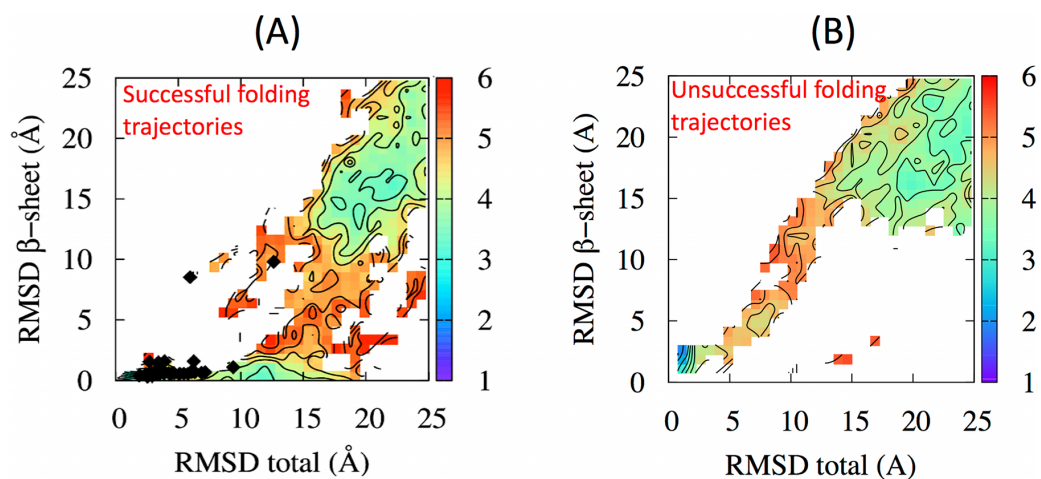 (A)
(B)
Successful folding
trajectories
RMSD β−sheet (Å)
25
20
15
10
5
0
0 5 10 15 20 25
RMSD total (Å)
6
5
4
3
2
1
Unsuccessful folding
trajectories
RMSD β−sheet (A)
25
20
15
10
5
0
0 5 10 15 20 25
RMSD total (A)
6
5
4
3
2
1